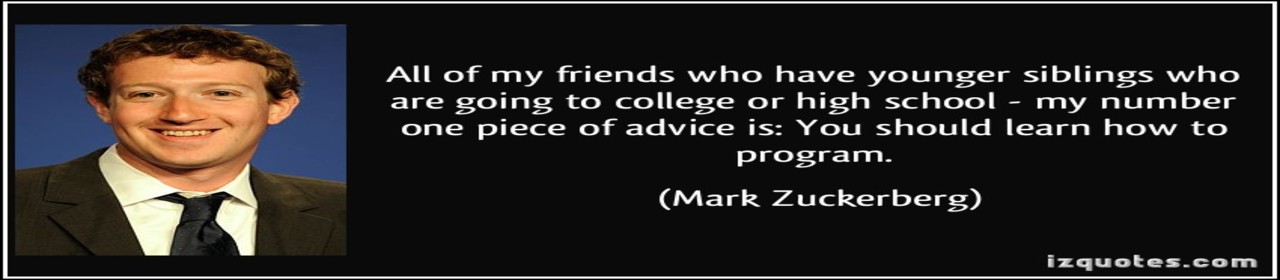 All of my friends who have younger siblings who
are going to college or high school - my number
one piece of advice is: You should learn how to
program.
(Mark Zuckerberg)
izquotes.com